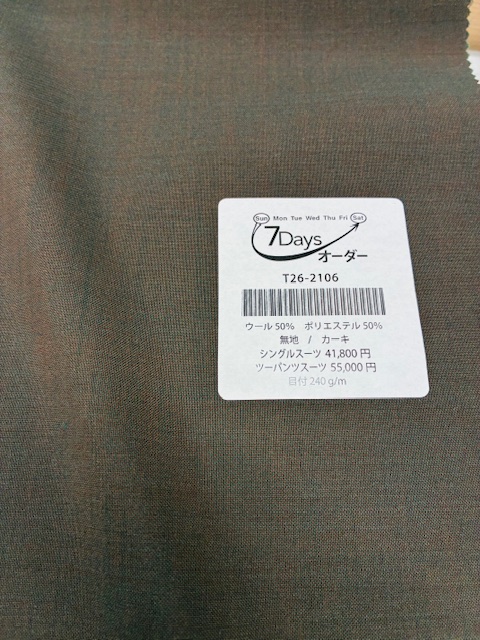 Sun Mon Tue Wed Thu Fri Sat
7Days
オーダー
T26-2106
ウール 50% ポリエステル 50%
無地 / カーキ
シングルスーツ 41,800 円
ツーパンツスーツ 55,000 円
目付 240 g/m